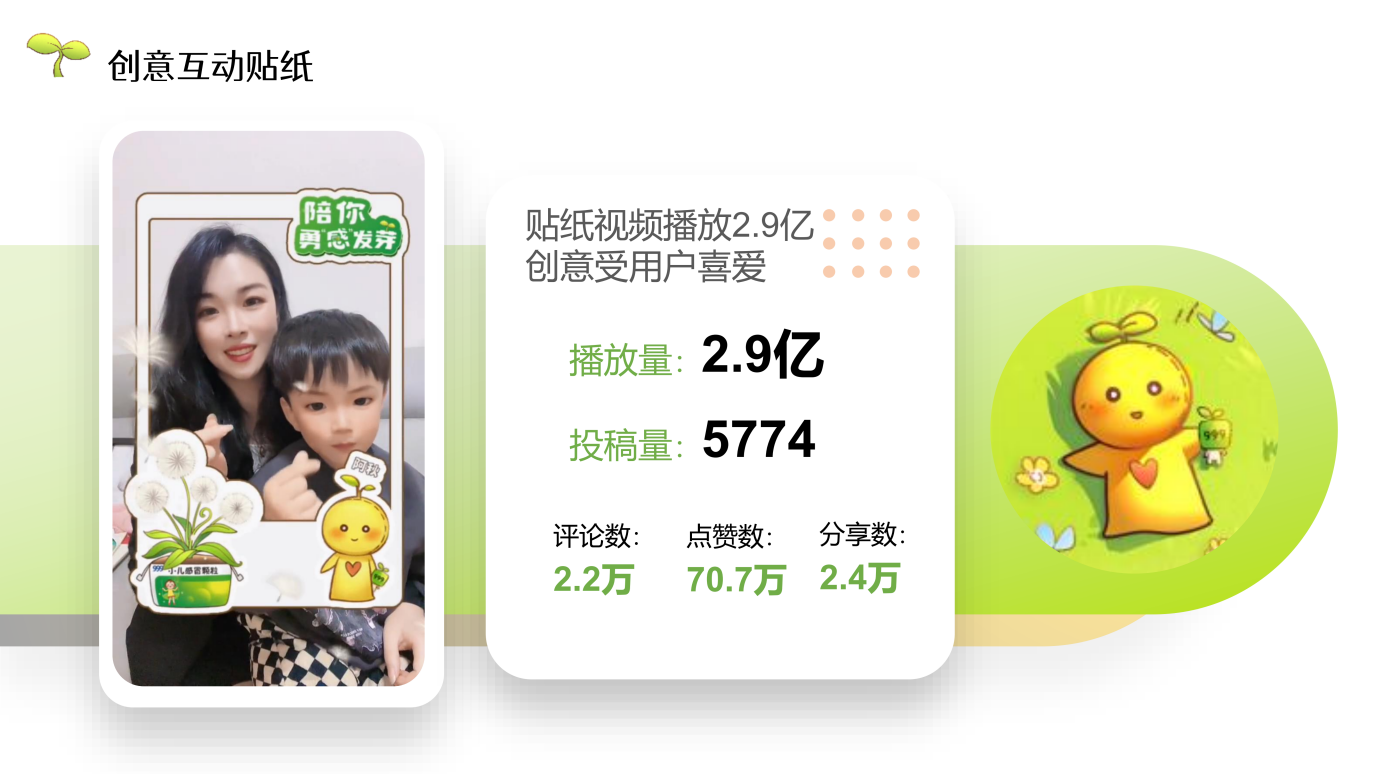 创意互动贴纸
陪你
勇"感"发芽
阿秋
999 小儿感冒颗粒
贴纸视频播放2.9亿
创意受用户喜爱
播放量：2.9亿
投稿量：5774
评论数： 点赞数： 分享数：
2.2万 70.7万 2.4万
999